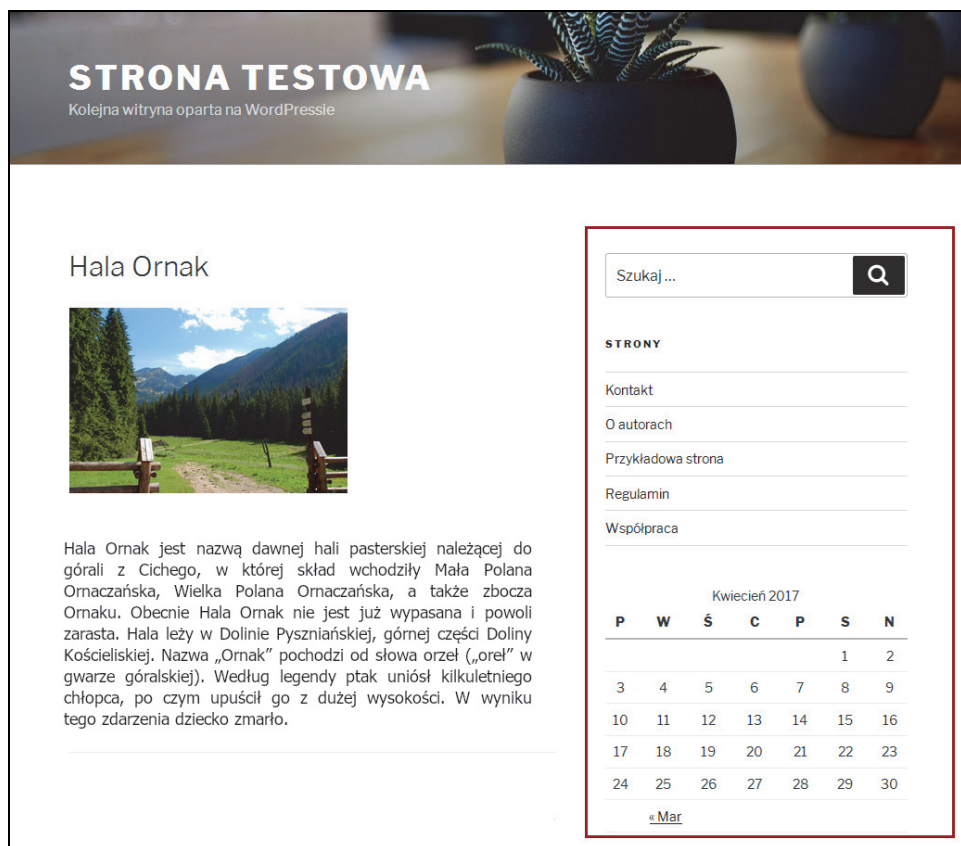 STRONA TESTOWA
Kolejna witryna oparta na WordPressie
Hala Ornak
Hala Ornak jest nazwą dawnej hali pasterskiej należącej do
górali z Cichego, w której skład wchodziły Mała Polana
Ornaczańska, Wielka Polana Ornaczańska, a także zbocza
Ornaku. Obecnie Hala Ornak nie jest już wypasana i powoli
zarasta. Hala leży w Dolinie Pyszniańskiej, górnej części Doliny
Kościeliskiej. Nazwa „Ornak” pochodzi od słowa orzeł („oreł” w
gwarze góralskiej). Według legendy ptak uniósł kilkuletniego
chłopca, po czym upuścił go z dużej wysokości. W wyniku
tego zdarzenia dziecko zmarło.
Szukaj ...
STRONY
Kontakt
O autorach
Przykładowa strona
Regulamin
Współpraca
Kwiecień 2017
P W Ś C P S N
1 2
3 4 5 6 7 8 9
10 11 12 13 14 15 16
17 18 19 20 21 22 23
24 25 26 27 28 29 30
« Mar